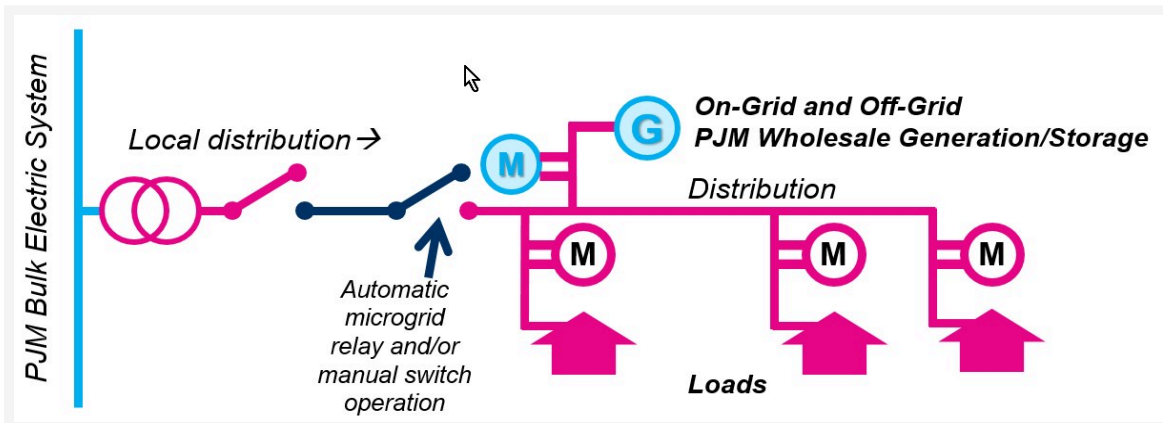 PJM Bulk Electric System
Local distribution →
M
G
On-Grid and Off-Grid
PJM Wholesale Generation/Storage
Distribution
M
M
M
Automatic
microgrid
relay and/or
manual switch
operation
Loads